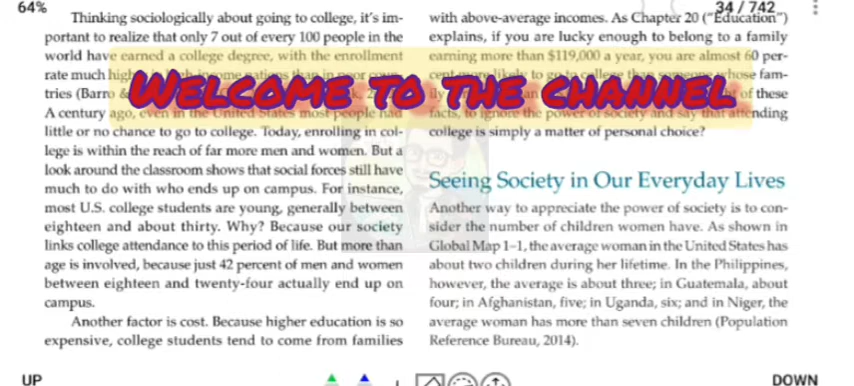 64%
34 / 742
Thinking sociologically about going to college, it's im-
portant to realize that only 7 out of every 100 people in the
world have earned a college degree, with the enrollment
rate much
tries (Barro &
A century ago, even in the United States most people had
little or no chance to go to college. Today, enrolling in col-
lege is within the reach of far more men and women. But a
look around the classroom shows that social forces still have
much to do with who ends up on campus. For instance,
most U.S. college students are young, generally between
eighteen and about thirty. Why? Because our society
links college attendance to this period of life. But more than
age is involved, because just 42 percent of men and women
between eighteen and twenty-four actually end up on
campus.
Another factor is cost. Because higher education is so
expensive, college students tend to come from families
with above-average incomes. As Chapter 20 ("Education")
explains, if you are lucky enough to belong to a family
earning more than $119,000 a year, you are almost 60 per-
cent more likely to go to college than someone whose fam-
ily of these
facts, to ignore the power of society and say that attending
college is simply a matter of personal choice?
Welcome to the channel
Seeing Society in Our Everyday Lives
Another way to appreciate the power of society is to con-
sider the number of children women have. As shown in
Global Map 1–1, the average woman in the United States has
about two children during her lifetime. In the Philippines,
however, the average is about three; in Guatemala, about
four; in Afghanistan, five; in Uganda, six; and in Niger, the
average woman has more than seven children (Population
Reference Bureau, 2014).
UP
DOWN